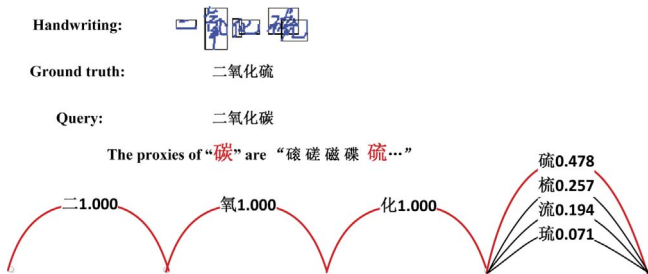 Handwriting:
Ground truth: 二氧化硫
Query: 二氧化碳
The proxies of “碳” are “磙 磋 磁 碟 硫…”
二1.000 氧1.000 化1.000 硫0.478
梳0.257
流0.194
琉0.071